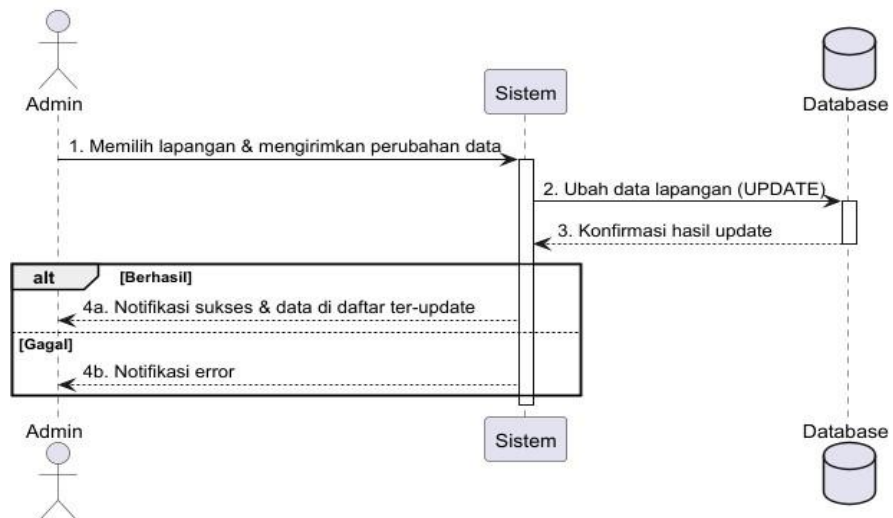 Admin
Sistem
Database
1. Memilih lapangan & mengirimkan perubahan data
2. Ubah data lapangan (UPDATE)
3. Konfirmasi hasil update
alt
[Berhasil]
4a. Notifikasi sukses & data di daftar ter-update
[Gagal]
4b. Notifikasi error
Admin
Sistem
Database